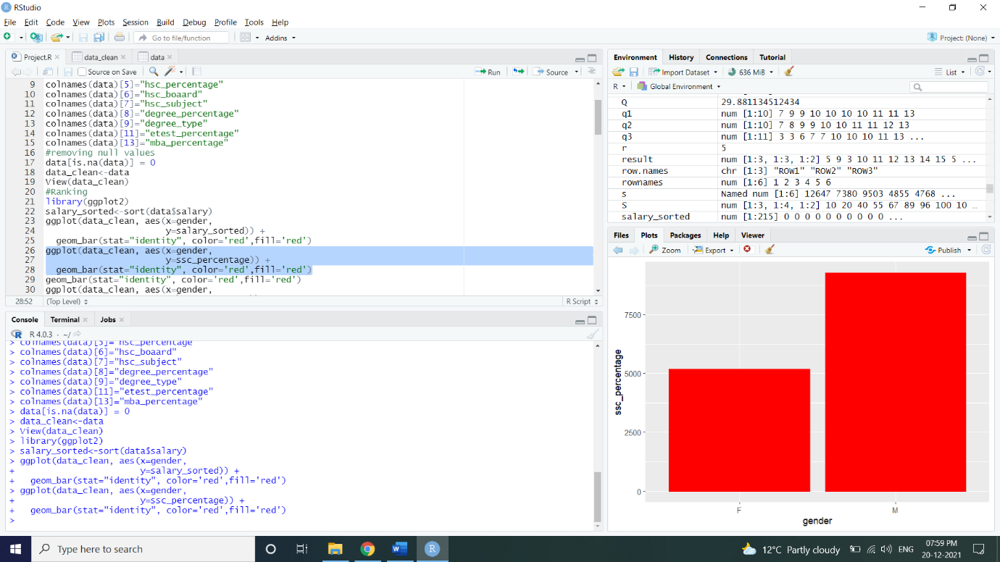 RStudio
File Edit Code View Plots Session Build Debug Profile Tools Help
Go to file/function Addins Project: (None)
Project.R data_clean data
Source on Save Run Source
9 colnames(data)[5]="hsc_percentage"
10 colnames(data)[6]="hsc_boaard"
11 colnames(data)[7]="hsc_subject"
12 colnames(data)[8]="degree_percentage"
13 colnames(data)[9]="degree_type"
14 colnames(data)[11]="etest_percentage"
15 colnames(data)[13]="mba_percentage"
16 #removing null values
17 data[is.na(data)] = 0
18 data_clean<-data
19 View(data_clean)
20 #Ranking
21 library(ggplot2)
22 salary_sorted<-sort(data$salary)
23 ggplot(data_clean, aes(x=gender,
24 y=salary_sorted)) +
25 geom_bar(stat="identity", color='red',fill='red')
26 ggplot(data_clean, aes(x=gender,
27 y=ssc_percentage)) +
28 geom_bar(stat="identity", color='red',fill='red')
29 geom_bar(stat="identity", color='red',fill='red')
30 ggplot(data_clean, aes(x=gender,
28:52 (Top Level) R Script
Console Terminal Jobs
R 4.0.3 · ~/
> colnames(data)[5]="hsc_percentage"
> colnames(data)[6]="hsc_boaard"
> colnames(data)[7]="hsc_subject"
> colnames(data)[8]="degree_percentage"
> colnames(data)[9]="degree_type"
> colnames(data)[11]="etest_percentage"
> colnames(data)[13]="mba_percentage"
> data[is.na(data)] = 0
> data_clean<-data
> View(data_clean)
> library(ggplot2)
> salary_sorted<-sort(data$salary)
> ggplot(data_clean, aes(x=gender,
+ y=salary_sorted)) +
+ geom_bar(stat="identity", color='red',fill='red')
> ggplot(data_clean, aes(x=gender,
+ y=ssc_percentage)) +
+ geom_bar(stat="identity", color='red',fill='red')
>
Environment History Connections Tutorial
Import Dataset 636 MiB List
R Global Environment
Q 29.881134512434
q1 num [1:10] 7 9 9 10 10 10 10 11 11 13
q2 num [1:10] 7 8 9 9 10 10 11 11 12 13
q3 num [1:11] 3 3 6 7 7 10 10 10 11 13 ...
r 5
result num [1:3, 1:3, 1:2] 5 9 3 10 11 12 13 14 15 5 ...
row.names chr [1:3] "ROW1" "ROW2" "ROW3"
rownames num [1:6] 1 2 3 4 5 6
s Named num [1:6] 12647 7380 9503 4855 4768 ...
S num [1:3, 1:4, 1:2] 10 20 40 55 67 89 96 100 10 ...
salary_sorted num [1:215] 0 0 0 0 0 0 0 0 0 0 ...
Files Plots Packages Help Viewer
Zoom Export Publish
7500
5000
2500
0
ssc_percentage
F M
gender
Type here to search
W R
12°C Partly cloudy ENG
07:59 PM
20-12-2021